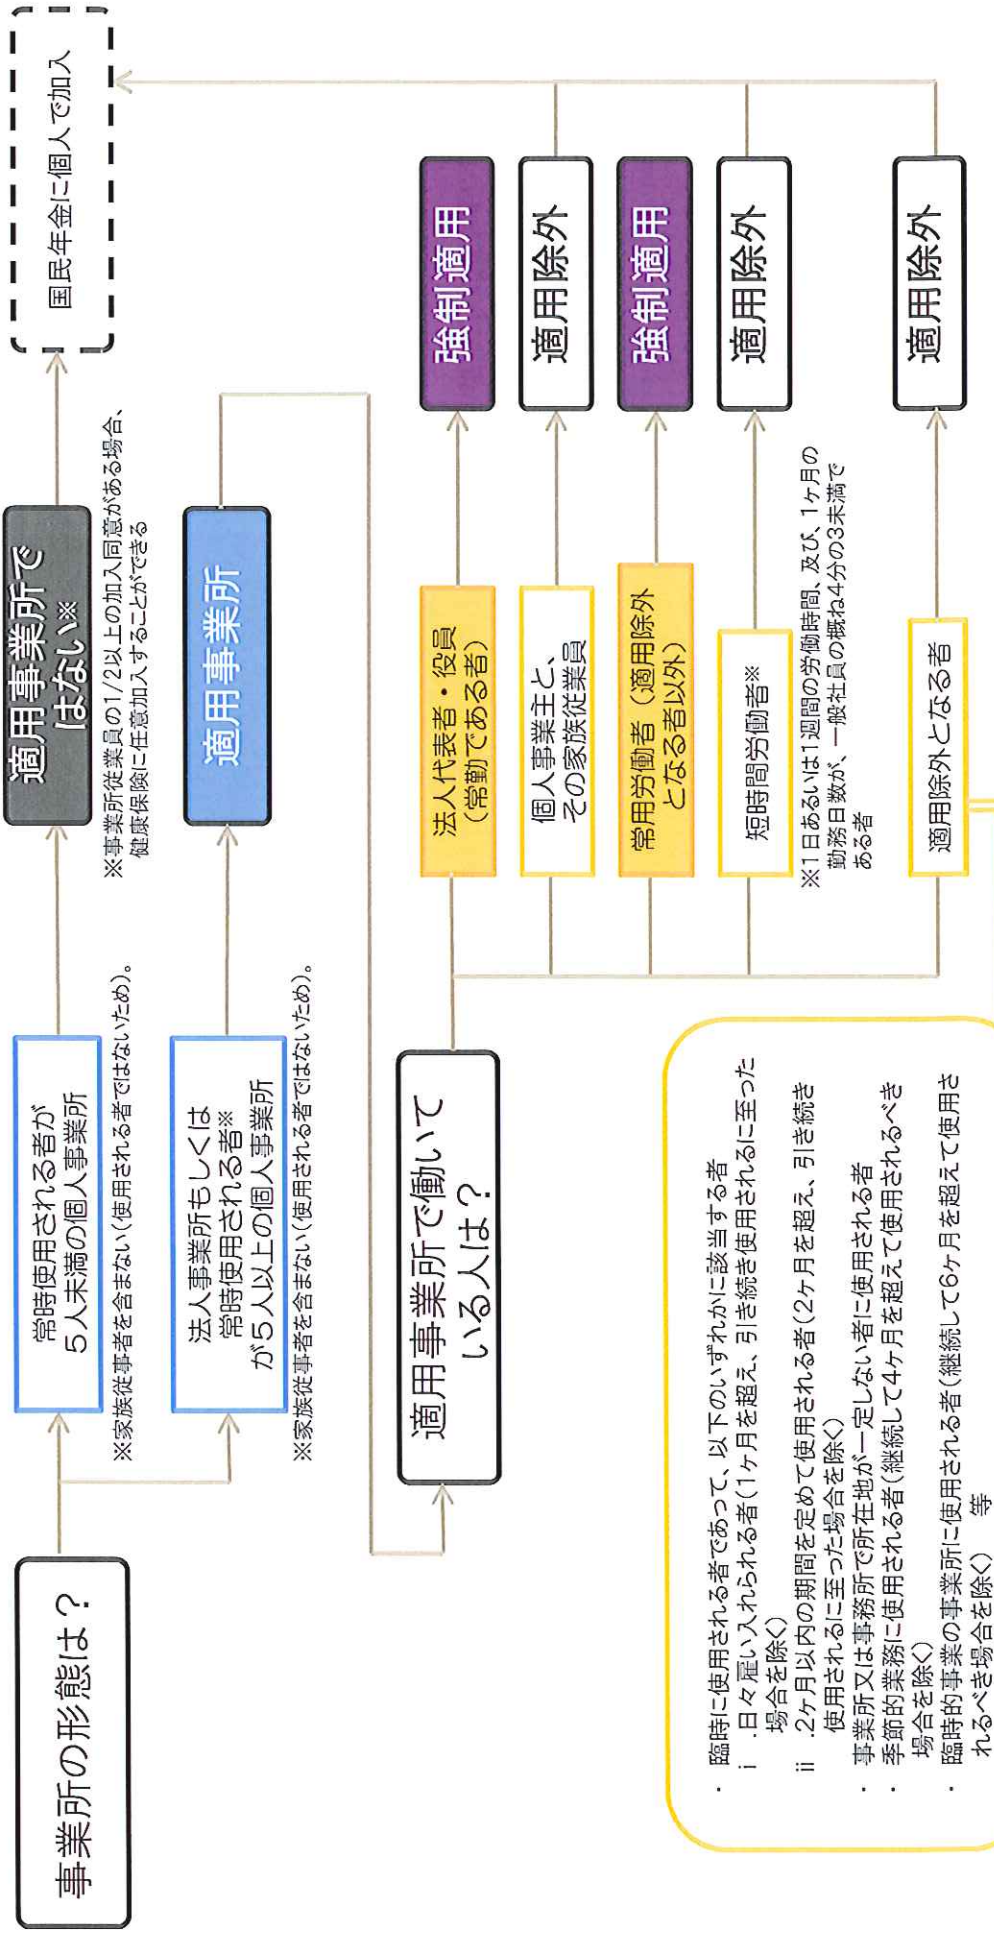 事業所の形態は？
常時使用される者が
５人未満の個人事業所
※家族従事者を含まない(使用される者ではないため)。
適用事業所で
はない※
※事業所従業員の1/2以上の加入同意がある場合、
健康保険に任意加入することができる
国民年金に個人で加入
法人事業所もしくは
常時使用される者※
が５人以上の個人事業所
※家族従事者を含まない(使用される者ではないため)。
適用事業所
適用事業所で働いて
いる人は？
法人代表者・役員
（常勤である者）
強制適用
個人事業主と、
その家族従業員
適用除外
常用労働者（適用除外
となる者以外）
強制適用
短時間労働者※
適用除外
※1日あるいは1週間の労働時間、及び、1ヶ月の
勤務日数が、一般社員の概ね4分の3未満で
ある者
適用除外となる者
適用除外
・ 臨時に使用される者であって、以下のいずれかに該当する者
ⅰ .日々雇い入れられる者(1ヶ月を超え、引き続き使用されるに至った
場合を除く)
ⅱ .2ヶ月以内の期間を定めて使用される者(2ヶ月を超え、引き続き
使用されるに至った場合を除く)
・ 事業所又は事務所で所在地が一定しない者に使用される者
・ 季節的業務に使用される者(継続して4ヶ月を超えて使用されるべき
場合を除く)
・ 臨時的事業の事業所に使用される者(継続して6ヶ月を超えて使用さ
れるべき場合を除く) 等